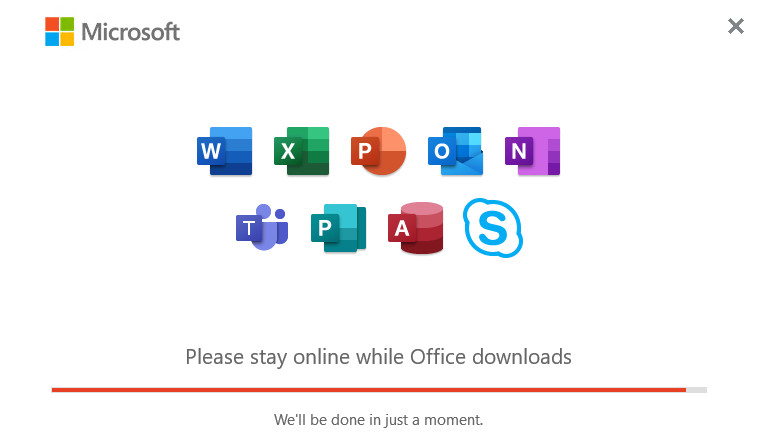 Microsoft
W X P O N
T P A S
Please stay online while Office downloads
We'll be done in just a moment.